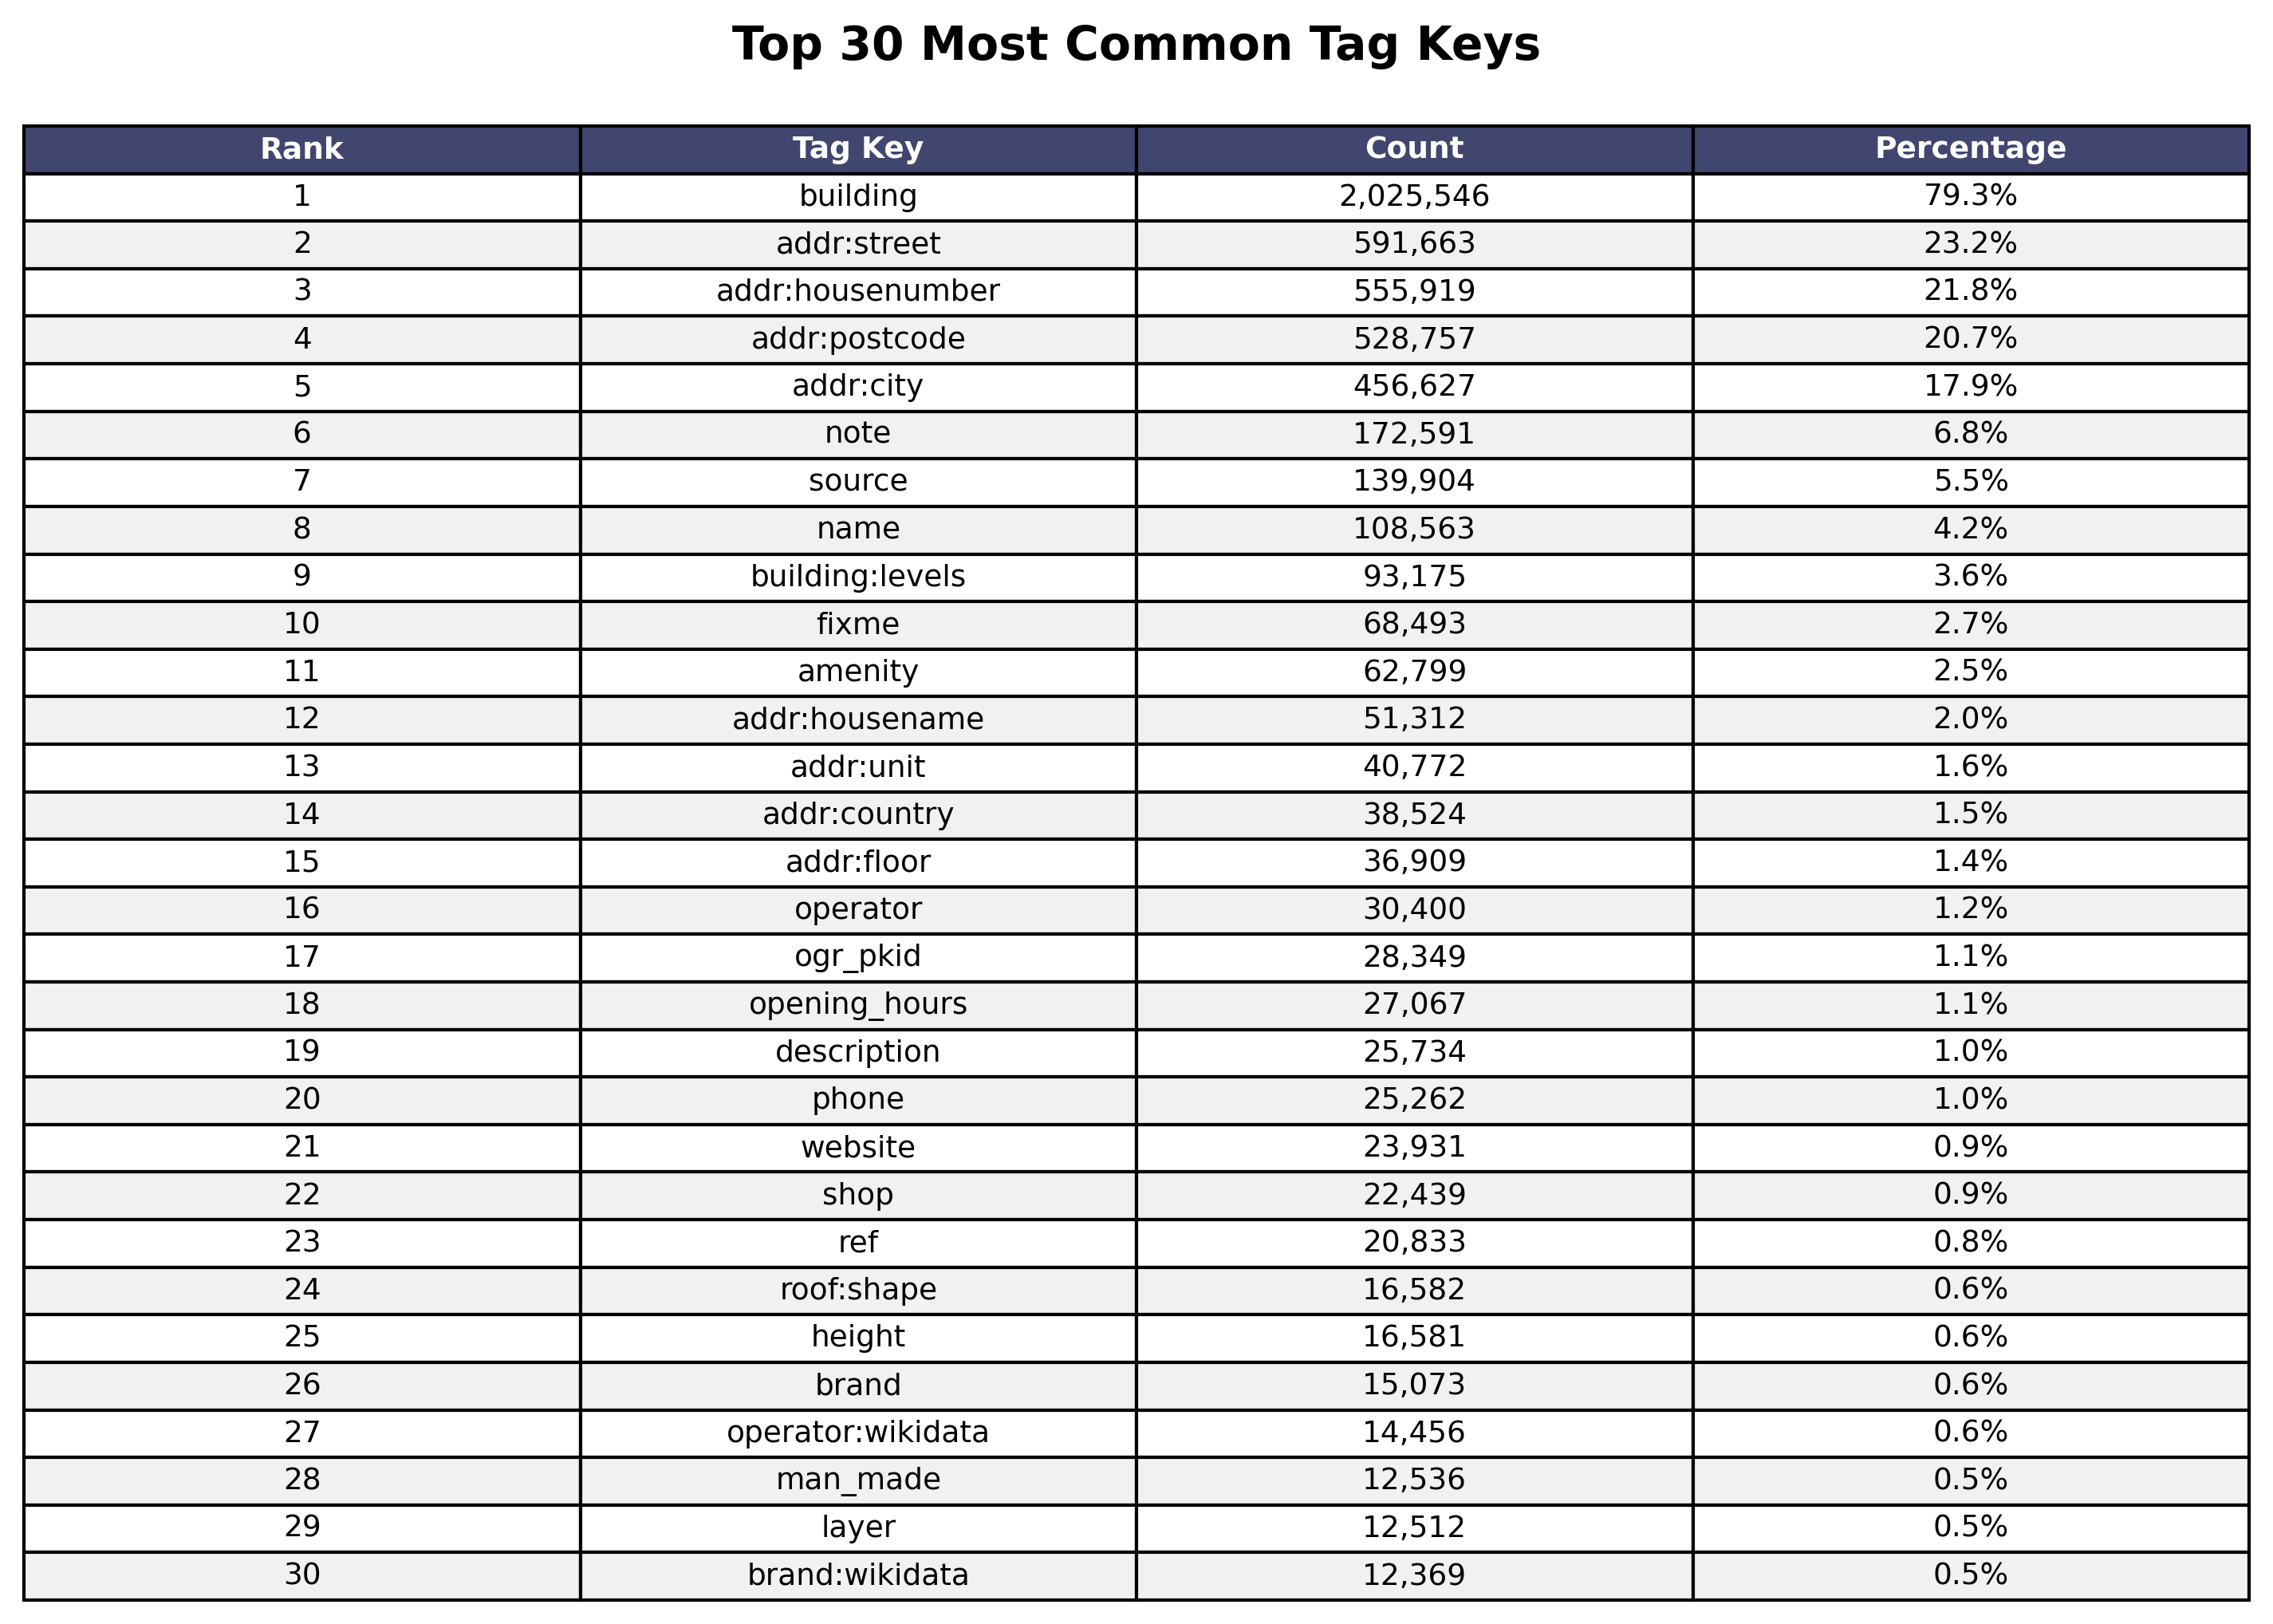 Top 30 Most Common Tag Keys
Rank Tag Key Count Percentage
1 building 2,025,546 79.3%
2 addr:street 591,663 23.2%
3 addr:housenumber 555,919 21.8%
4 addr:postcode 528,757 20.7%
5 addr:city 456,627 17.9%
6 note 172,591 6.8%
7 source 139,904 5.5%
8 name 108,563 4.2%
9 building:levels 93,175 3.6%
10 fixme 68,493 2.7%
11 amenity 62,799 2.5%
12 addr:housename 51,312 2.0%
13 addr:unit 40,772 1.6%
14 addr:country 38,524 1.5%
15 addr:floor 36,909 1.4%
16 operator 30,400 1.2%
17 ogr_pkid 28,349 1.1%
18 opening_hours 27,067 1.1%
19 description 25,734 1.0%
20 phone 25,262 1.0%
21 website 23,931 0.9%
22 shop 22,439 0.9%
23 ref 20,833 0.8%
24 roof:shape 16,582 0.6%
25 height 16,581 0.6%
26 brand 15,073 0.6%
27 operator:wikidata 14,456 0.6%
28 man_made 12,536 0.5%
29 layer 12,512 0.5%
30 brand:wikidata 12,369 0.5%